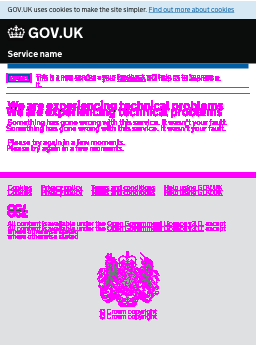 GOV.UK uses cookies to make the site simpler. Find out more about cookies
GOV.UK
Service name
This is a new service – your feedback will help us to improve
it.
We are experiencing technical problems
Something has gone wrong with this service. It wasn't your fault.
Please try again in a few moments.
Cookies Privacy policy Terms and conditions Help using GOV.UK
OGL
All content is available under the Open Government Licence v3.0, except
where otherwise stated
© Crown copyright